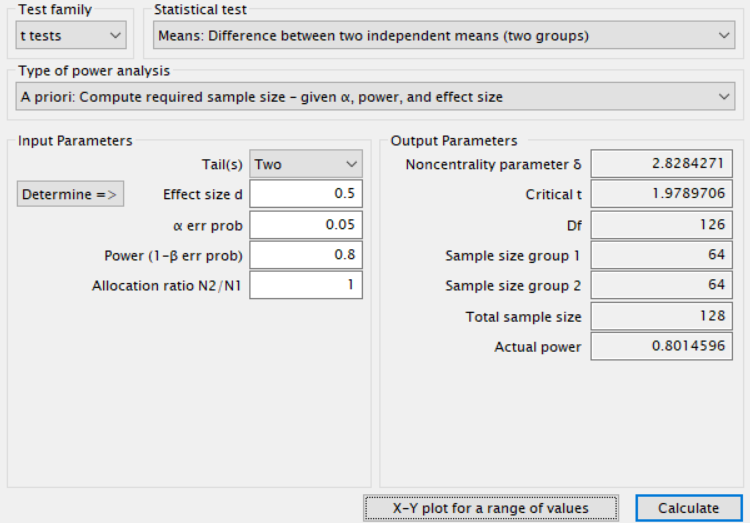 Test family
Statistical test
t tests
Means: Difference between two independent means (two groups)
Type of power analysis
A priori: Compute required sample size – given α, power, and effect size
Input Parameters
Tail(s) Two
Determine => Effect size d 0.5
α err prob 0.05
Power (1-β err prob) 0.8
Allocation ratio N2/N1 1
Output Parameters
Noncentrality parameter δ 2.8284271
Critical t 1.9789706
Df 126
Sample size group 1 64
Sample size group 2 64
Total sample size 128
Actual power 0.8014596
X-Y plot for a range of values
Calculate